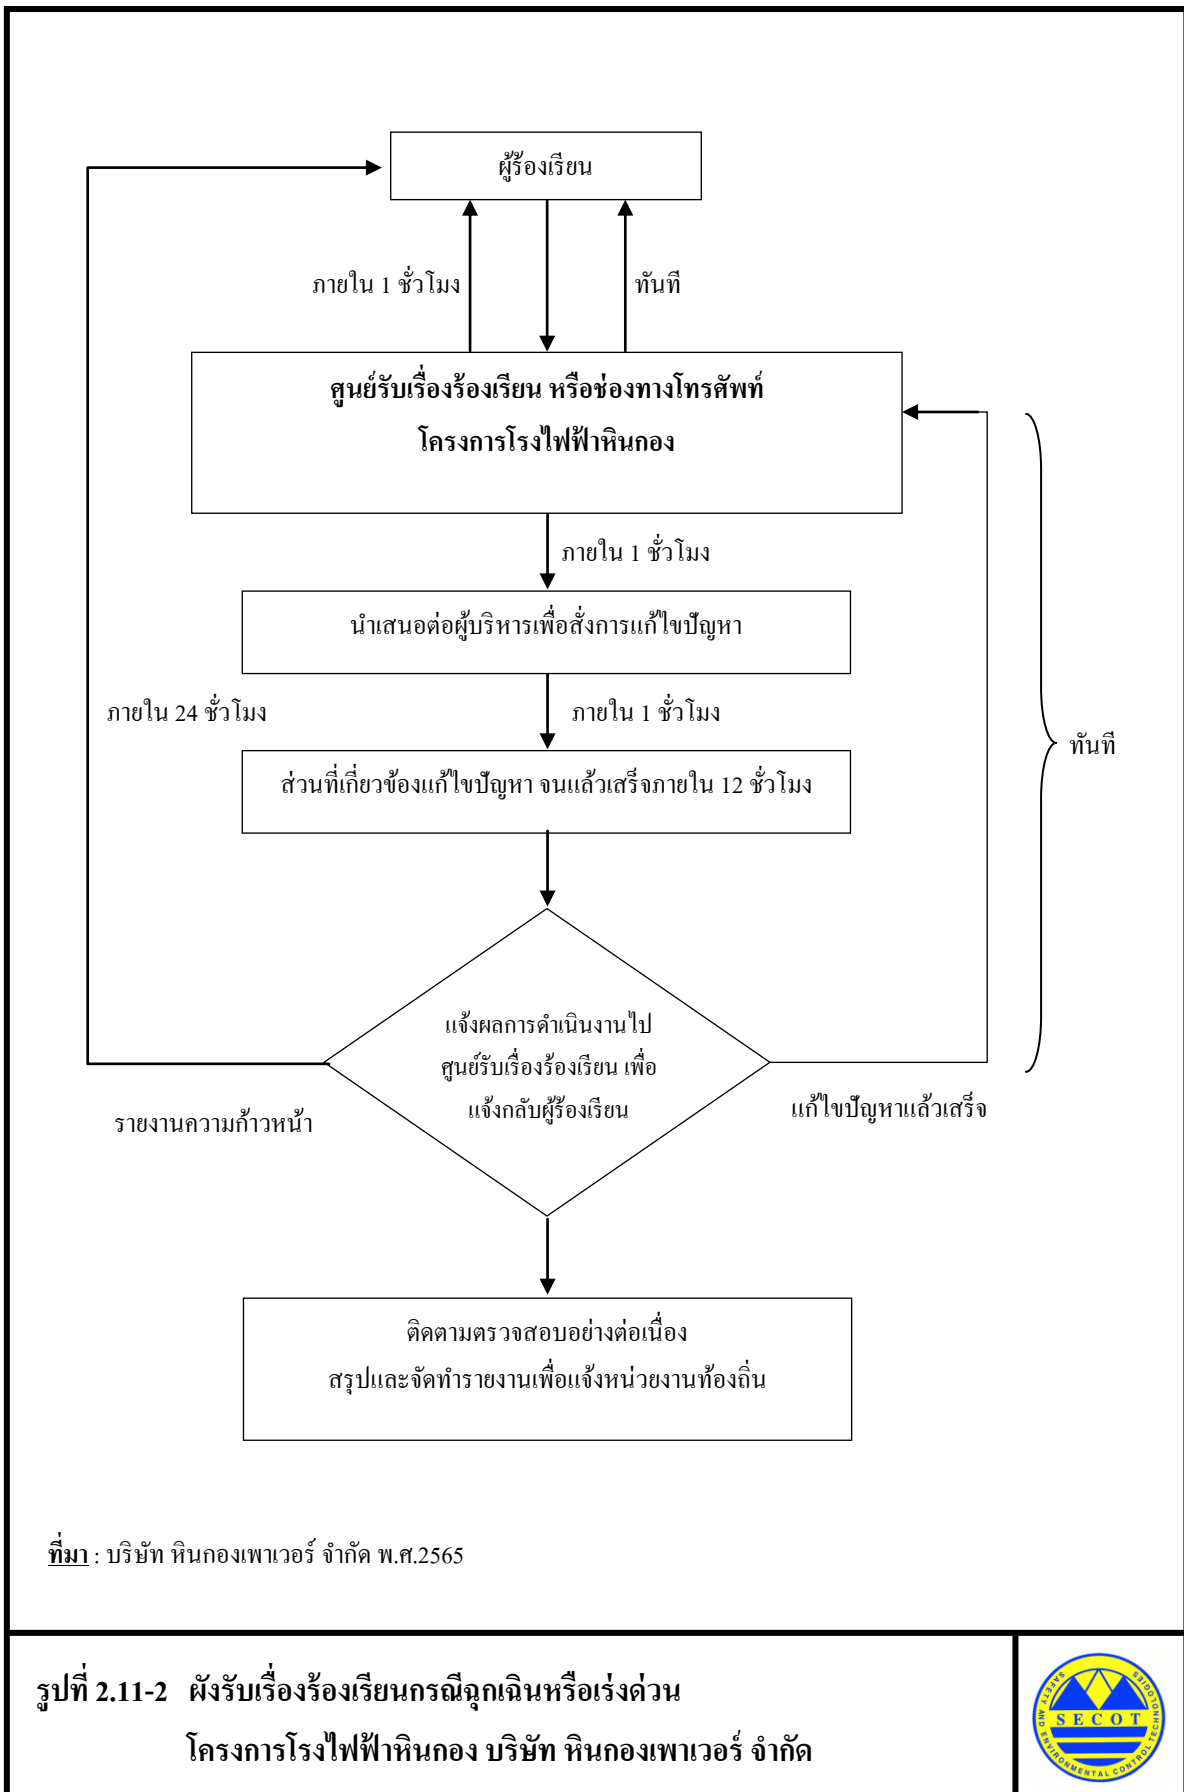 ผู้ร้องเรียน
ภายใน 1 ชั่วโมง
ทันที
ศูนย์รับเรื่องร้องเรียน หรือช่องทางโทรศัพท์
โครงการโรงไฟฟ้าหินกอง
ภายใน 1 ชั่วโมง
นำเสนอต่อผู้บริหารเพื่อสั่งการแก้ไขปัญหา
ภายใน 24 ชั่วโมง
ภายใน 1 ชั่วโมง
ทันที
ส่วนที่เกี่ยวข้องแก้ไขปัญหา จนแล้วเสร็จภายใน 12 ชั่วโมง
แจ้งผลการดำเนินงานไป
ศูนย์รับเรื่องร้องเรียน เพื่อ
แจ้งกลับผู้ร้องเรียน
รายงานความก้าวหน้า
แก้ไขปัญหาแล้วเสร็จ
ติดตามตรวจสอบอย่างต่อเนื่อง
สรุปและจัดทำรายงานเพื่อแจ้งหน่วยงานท้องถิ่น
ที่มา : บริษัท หินกองเพาเวอร์ จำกัด พ.ศ.2565
รูปที่ 2.11-2 ผังรับเรื่องร้องเรียนกรณีฉุกเฉินหรือเร่งด่วน
โครงการโรงไฟฟ้าหินกอง บริษัท หินกองเพาเวอร์ จำกัด
SECOT
SAFETY AND ENVIRONMENTAL CONTROL TECHNOLOGIES